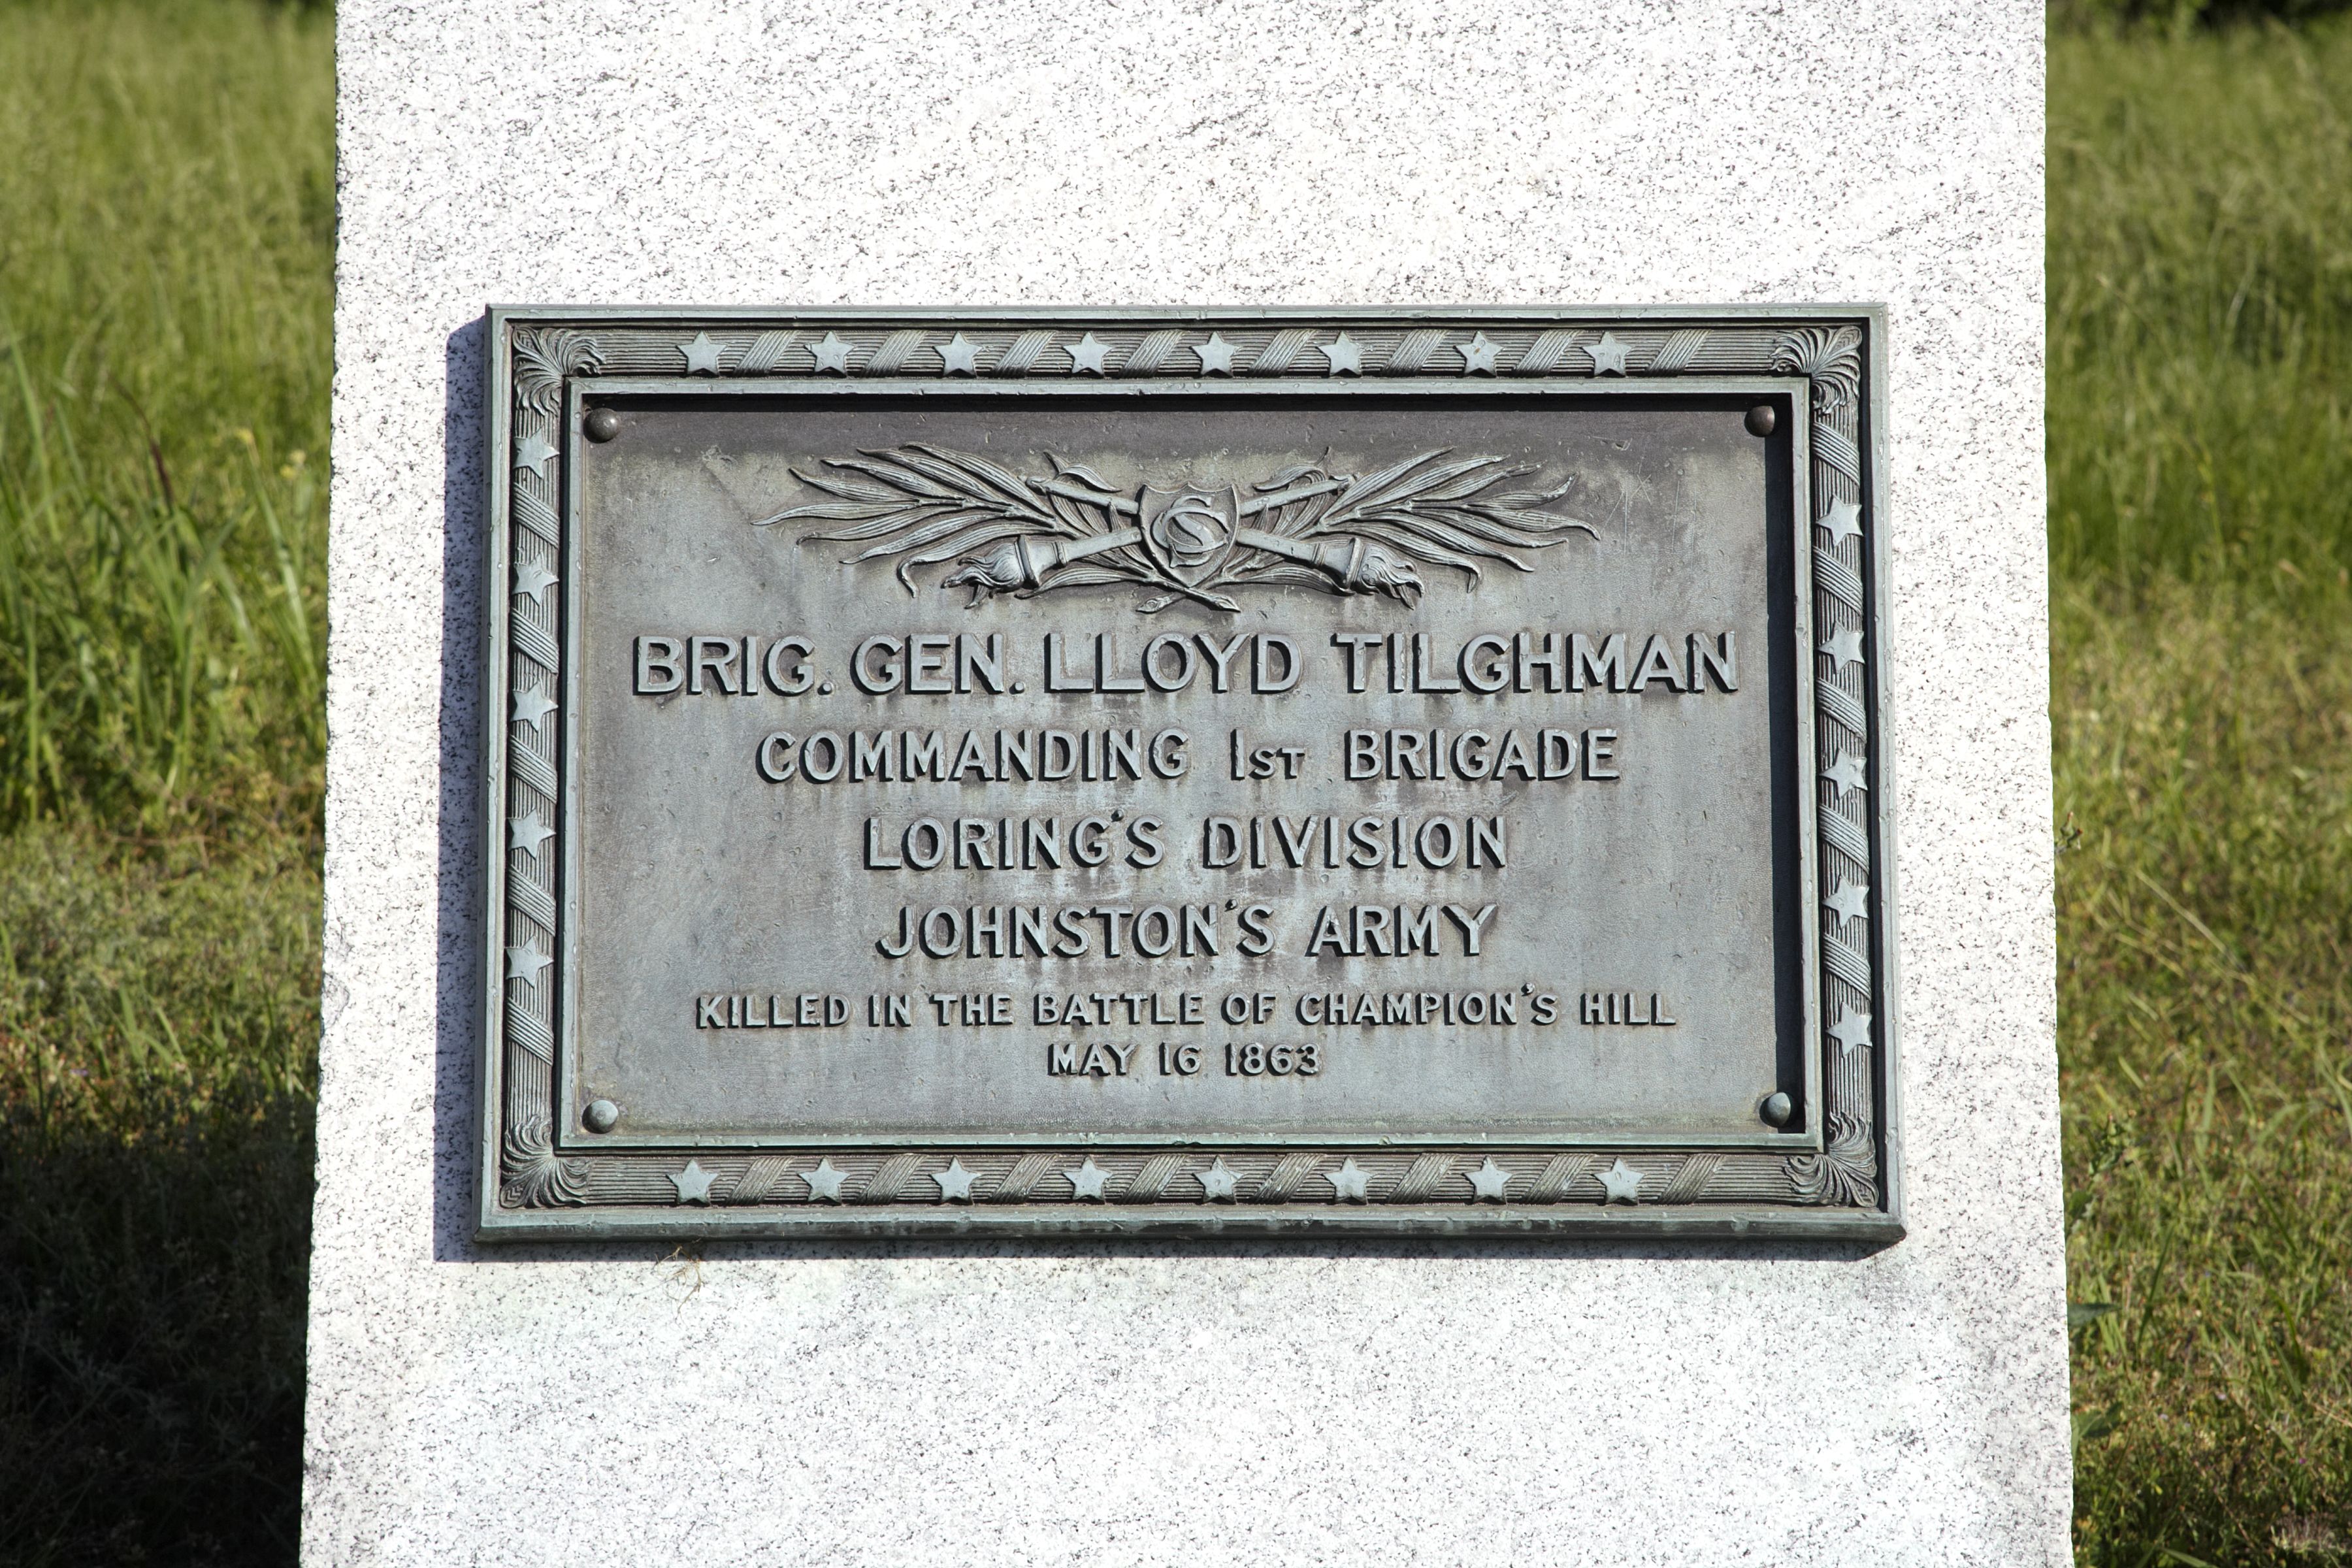 CS
BRIG. GEN. LLOYD TILGHMAN
COMMANDING 1ST BRIGADE
LORING'S DIVISION
JOHNSTON'S ARMY
KILLED IN THE BATTLE OF CHAMPION'S HILL
MAY 16 1863